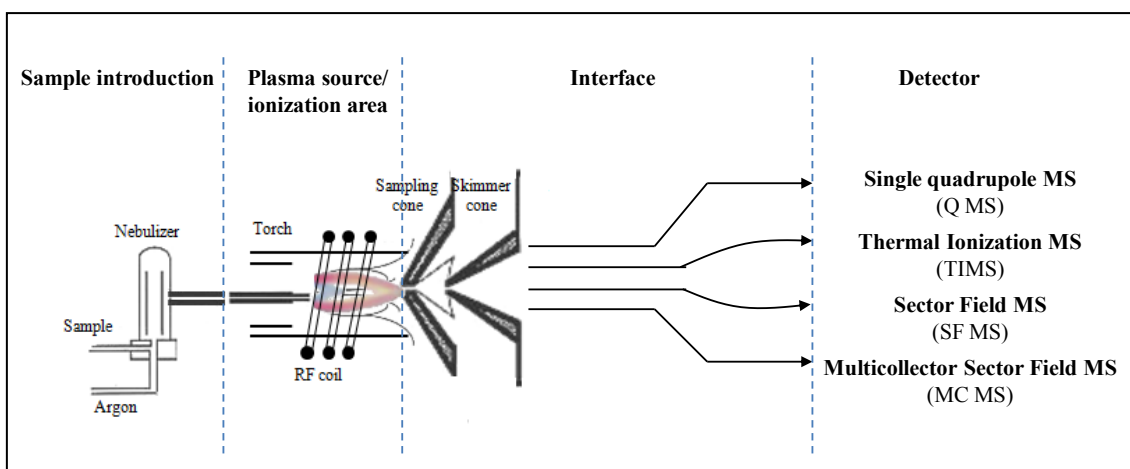 Sample introduction
Plasma source/
ionization area
Interface
Detector
Sampling
cone
Skimmer
cone
Torch
Nebulizer
Sample
Argon
RF coil
Single quadrupole MS
(Q MS)
Thermal Ionization MS
(TIMS)
Sector Field MS
(SF MS)
Multicollector Sector Field MS
(MC MS)